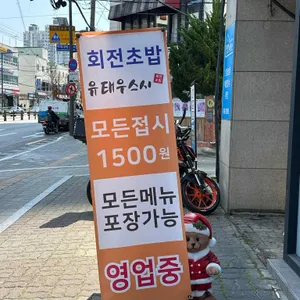 회전초밥
유태우스시
모든접시
1500원
모든메뉴
포장가능
영업중